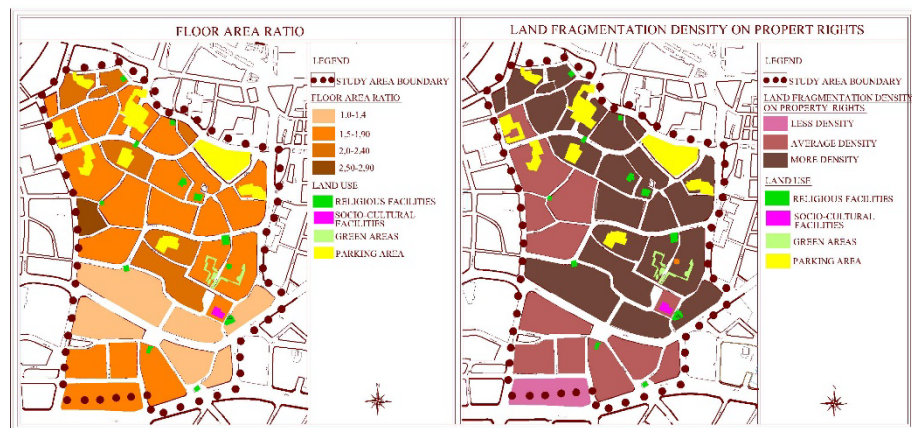 FLOOR AREA RATIO
LEGEND
STUDY AREA BOUNDARY
FLOOR AREA RATIO
1.0-1,4
1,5-1,90
2,0-2.40
2,50-2,90
LAND USE
RELIGIOUS FACILITIES
SOCIO-CULTURAL
FACILITIES
GREEN AREAS
PARKING AREA
N
LAND FRAGMENTATION DENSITY ON PROPERT RIGHTS
LEGEND
STUDY AREA BOUNDARY
LAND FRAGMENTATION DENSITY
ON PROPERTY RIGHTS
LESS DENSITY
AVERAGE DENSITY
MORE DENSITY
LAND USE
RELIGIOUS FACILITIES
SOCIO-CULTURAL
FACILITIES
GREEN AREAS
PARKING AREA
N